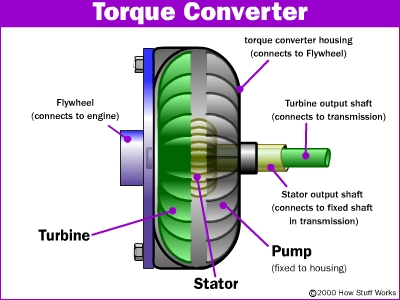 Torque Converter
torque converter housing
(connects to Flywheel)
Flywheel
(connects to engine)
Turbine output shaft
(connects to transmission)
Stator output shaft
(connects to fixed shaft
in transmission)
Turbine
Pump
(fixed to housing)
Stator
©2000 How Stuff Works